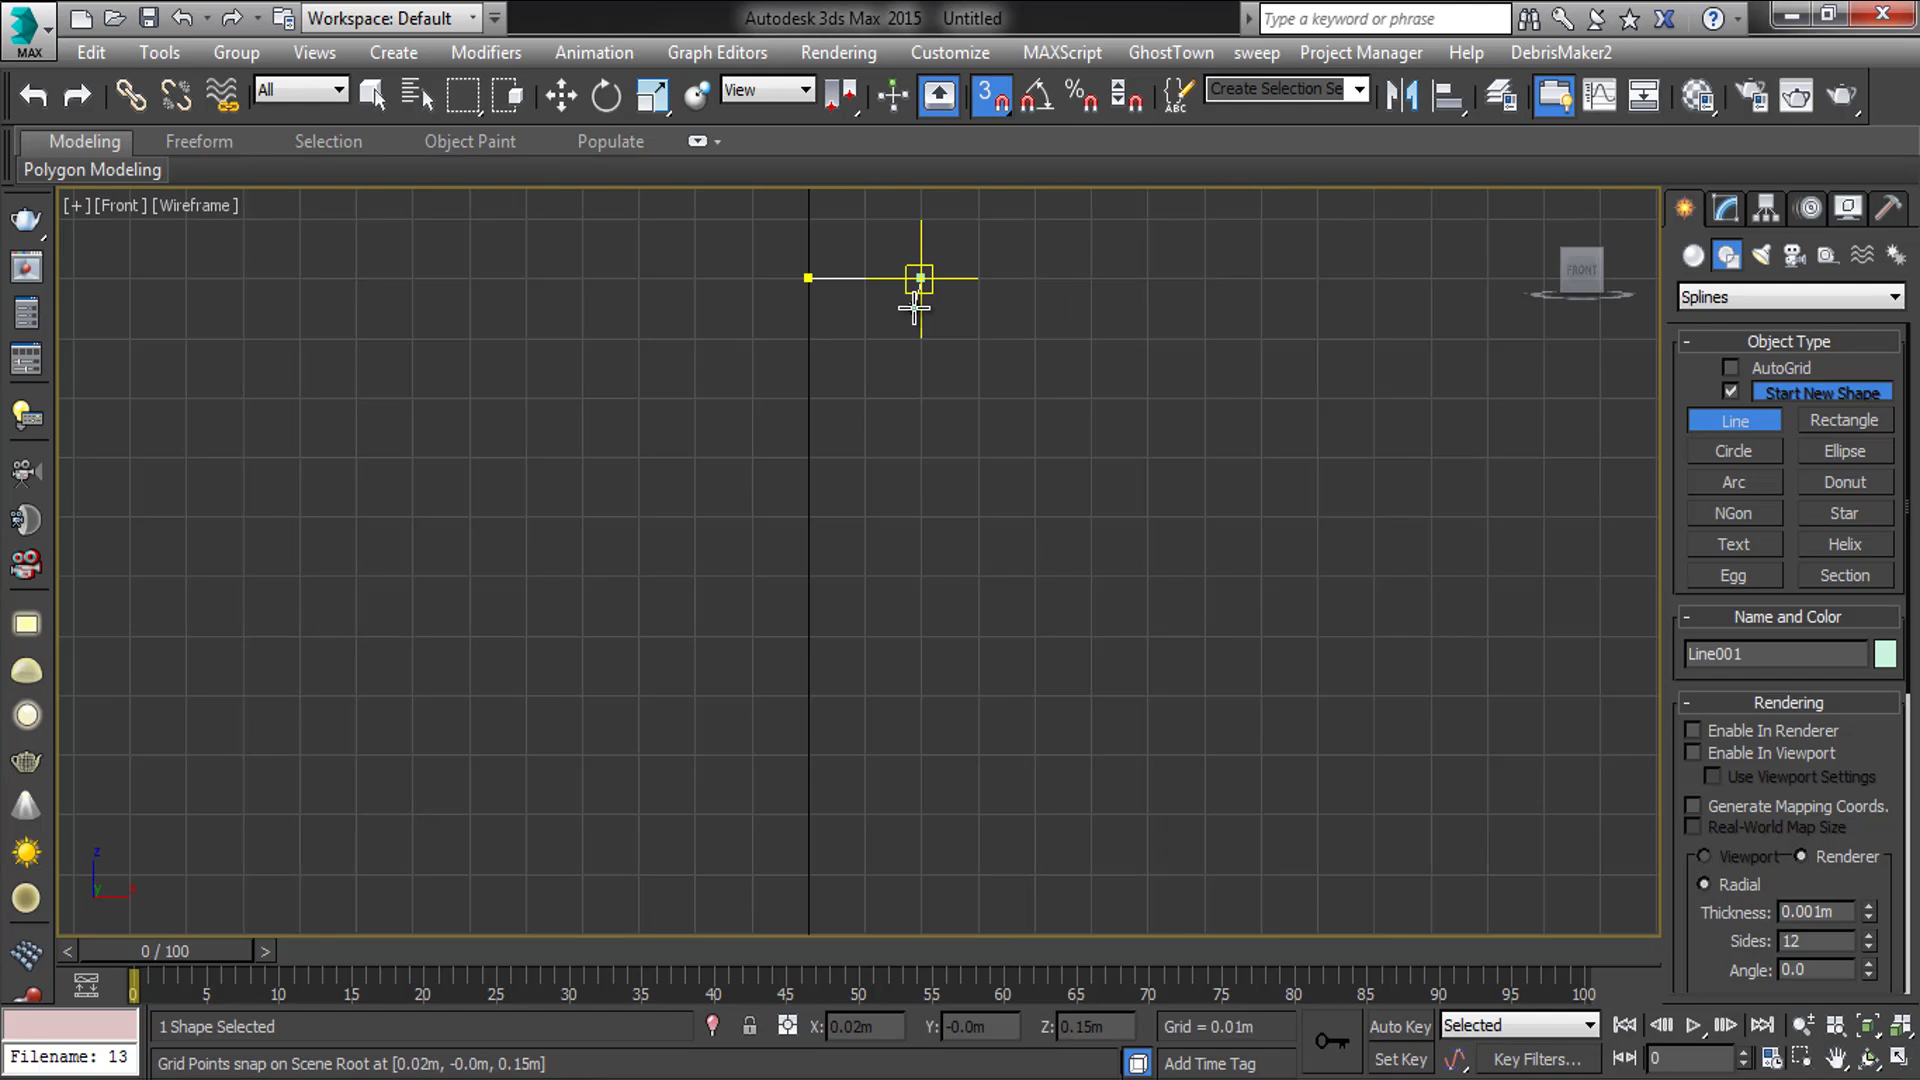 MAX
Workspace: Default
Autodesk 3ds Max 2015
Untitled
Type a keyword or phrase
Edit
Tools
Group
Views
Create
Modifiers
Animation
Graph Editors
Rendering
Customize
MAXScript
GhostTown
sweep
Project Manager
Help
DebrisMaker2
All
View
3
ABC
Create Selection Se
Modeling
Freeform
Selection
Object Paint
Populate
Polygon Modeling
[+] [Front ] [Wireframe ]
FRONT
Splines
- Object Type
AutoGrid
Start New Shape
Line
Rectangle
Circle
Ellipse
Arc
Donut
NGon
Star
Text
Helix
Egg
Section
- Name and Color
Line001
- Rendering
Enable In Renderer
Enable In Viewport
Use Viewport Settings
Generate Mapping Coords.
Real-World Map Size
Viewport
Renderer
Radial
Thickness: 0.001m
Sides: 12
Angle: 0.0
z
y
x
< 0 / 100 >
0 5 10 15 20 25 30 35 40 45 50 55 60 65 70 75 80 85 90 95 100
1 Shape Selected
X: 0.02m
Y: -0.0m
Z: 0.15m
Grid = 0.01m
Auto Key
Selected
Filename: 13
Grid Points snap on Scene Root at [0.02m, -0.0m, 0.15m]
Add Time Tag
Set Key
Key Filters...
0